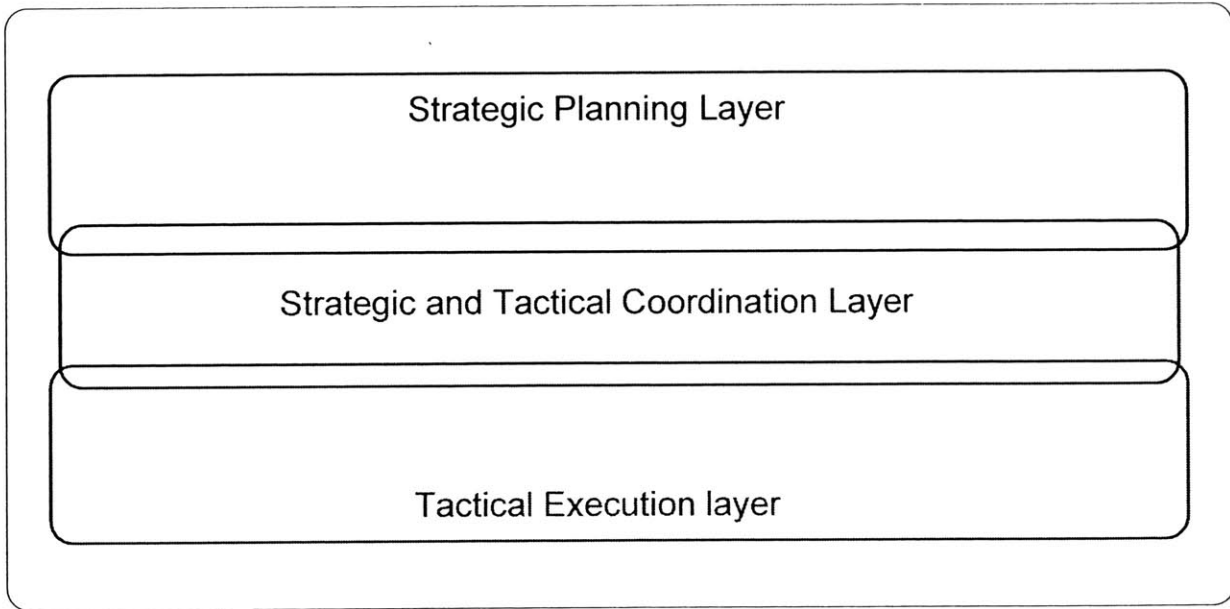 Strategic Planning Layer
Strategic and Tactical Coordination Layer
Tactical Execution layer